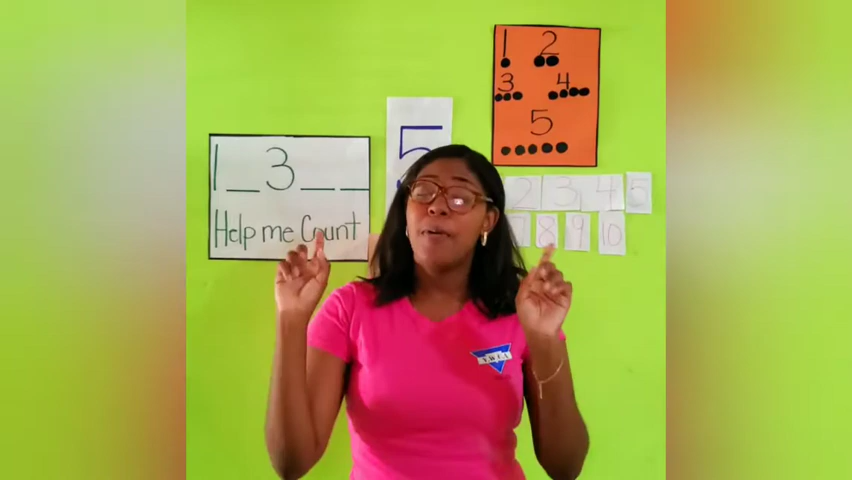 1 _ 3 _ _
Help me Count
5
1 2
3 4
5
2 3 4 5
7 8 9 10